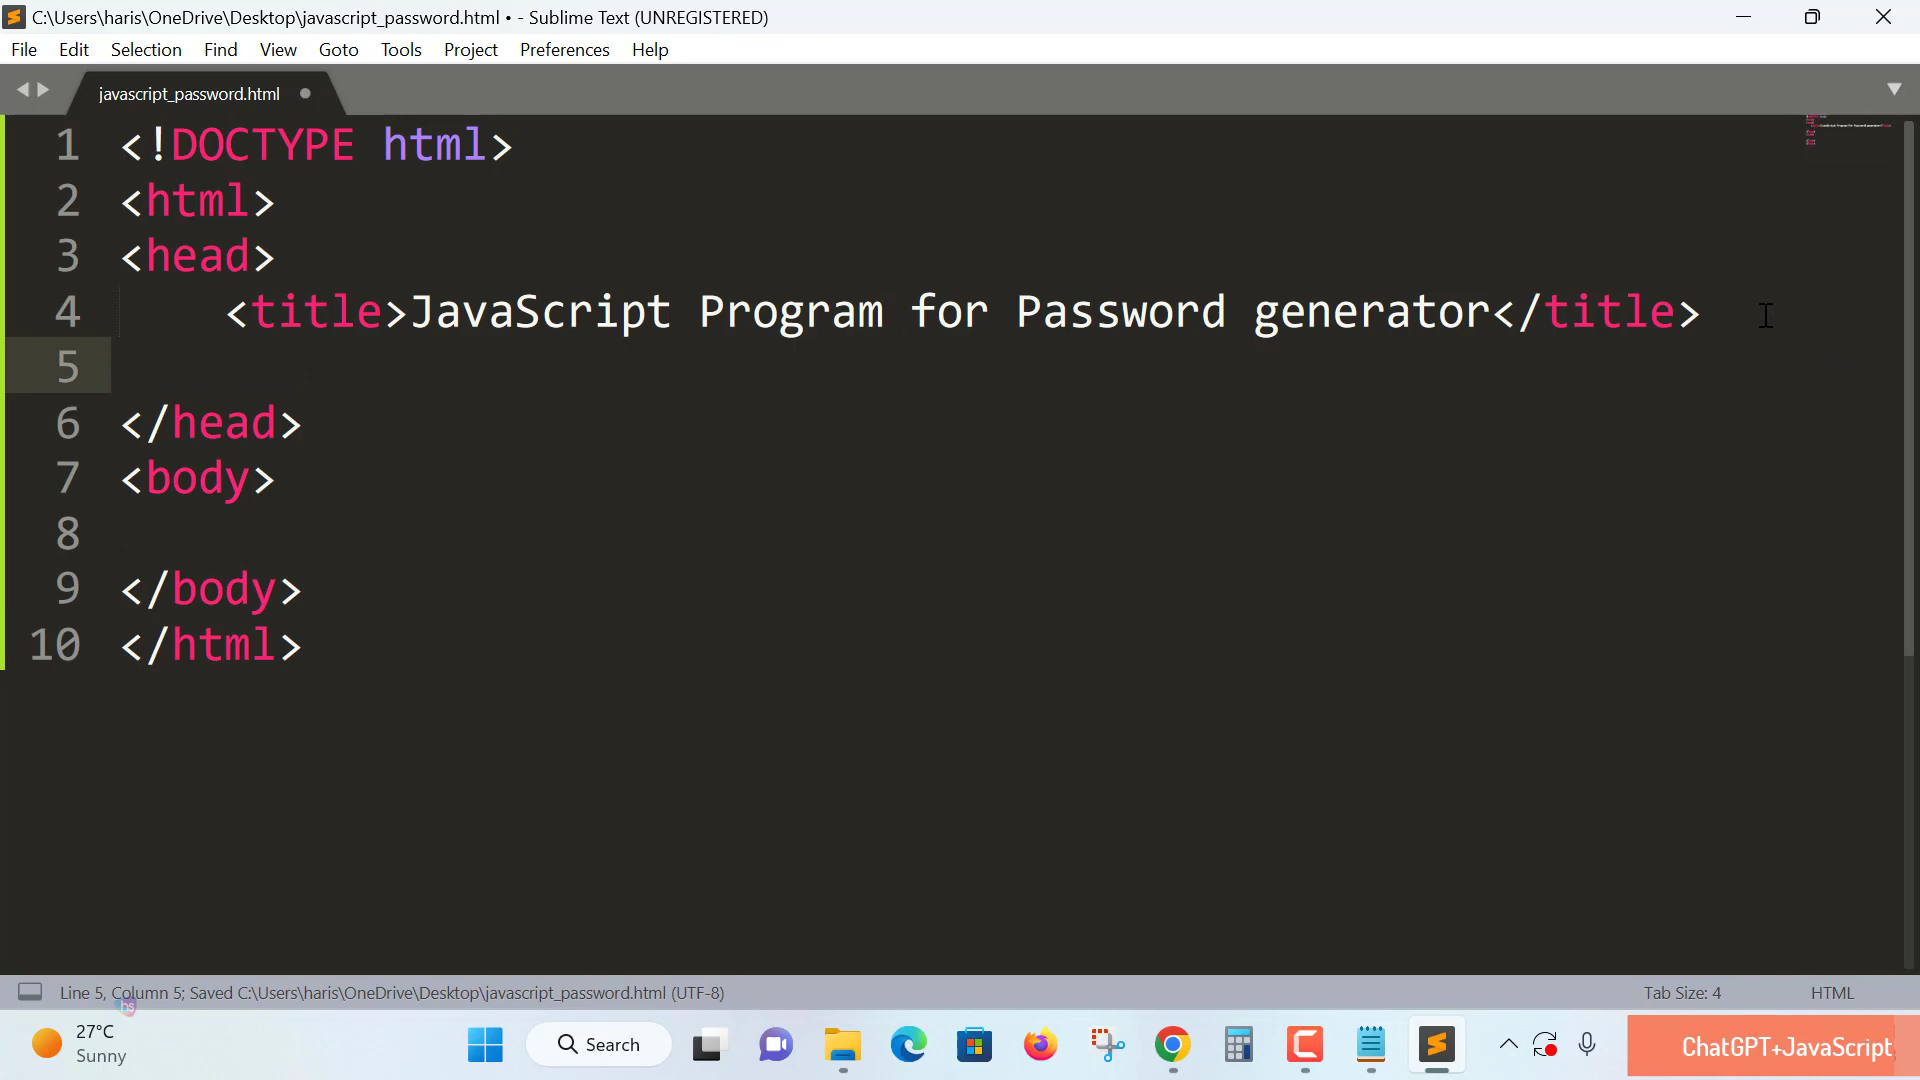 C:\Users\haris\OneDrive\Desktop\javascript_password.html • - Sublime Text (UNREGISTERED)
File Edit Selection Find View Goto Tools Project Preferences Help
javascript_password.html
1 <!DOCTYPE html>
2 <html>
3 <head>
4 <title>JavaScript Program for Password generator</title>
5
6 </head>
7 <body>
8
9 </body>
10 </html>
Line 5, Column 5; Saved C:\Users\haris\OneDrive\Desktop\javascript_password.html (UTF-8) Tab Size: 4 HTML
hs
27°C
Sunny
Search
ChatGPT+JavaScript